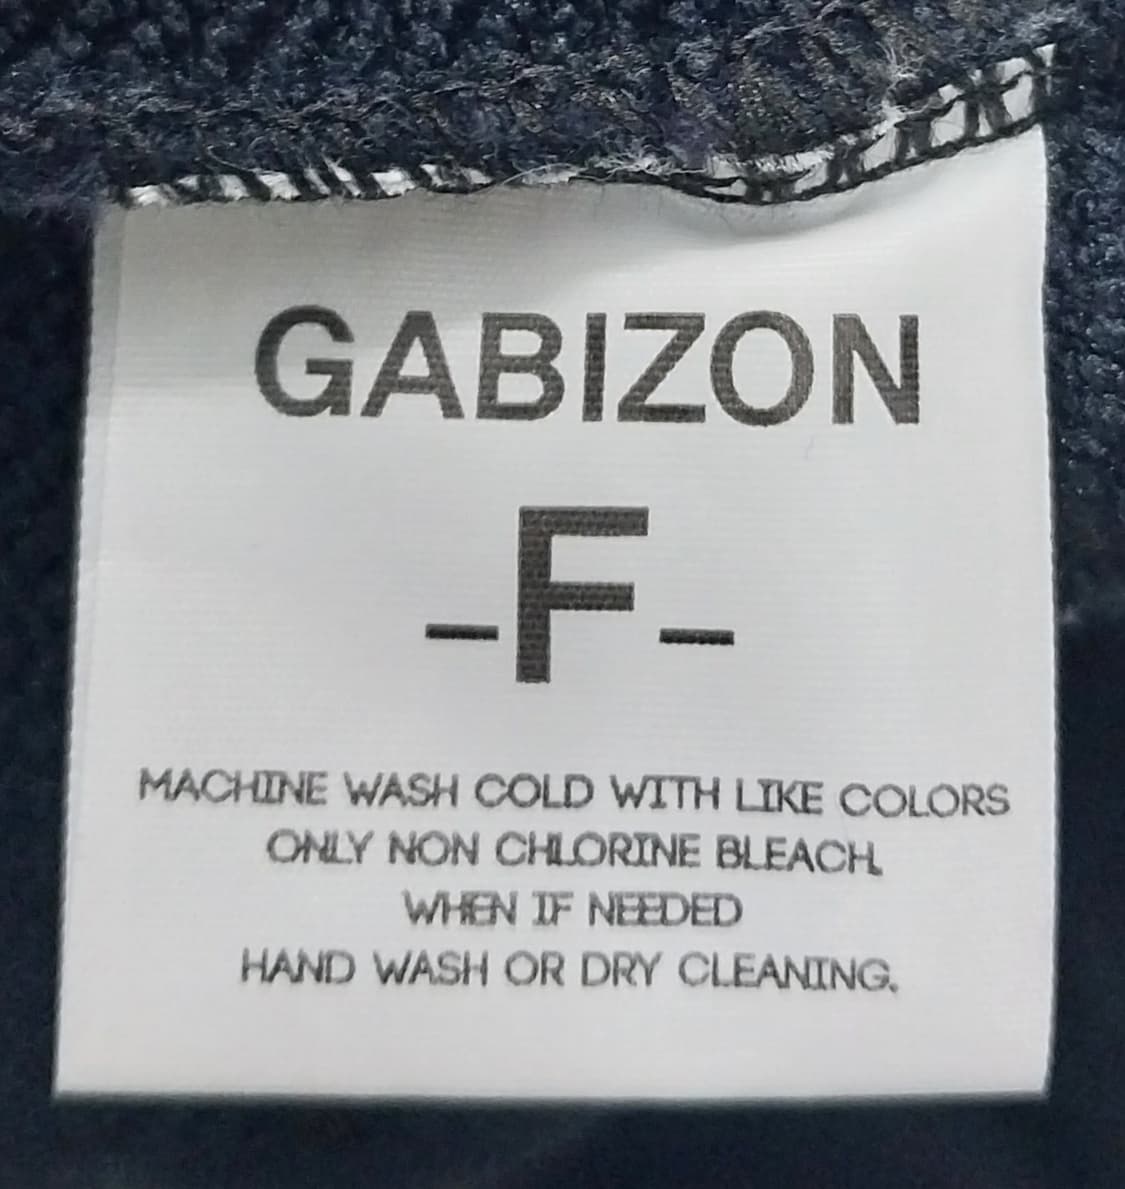 GABIZON
-F-
MACHINE WASH COLD WITH LIKE COLORS
ONLY NON CHLORINE BLEACH.
WHEN IF NEEDED
HAND WASH OR DRY CLEANING.